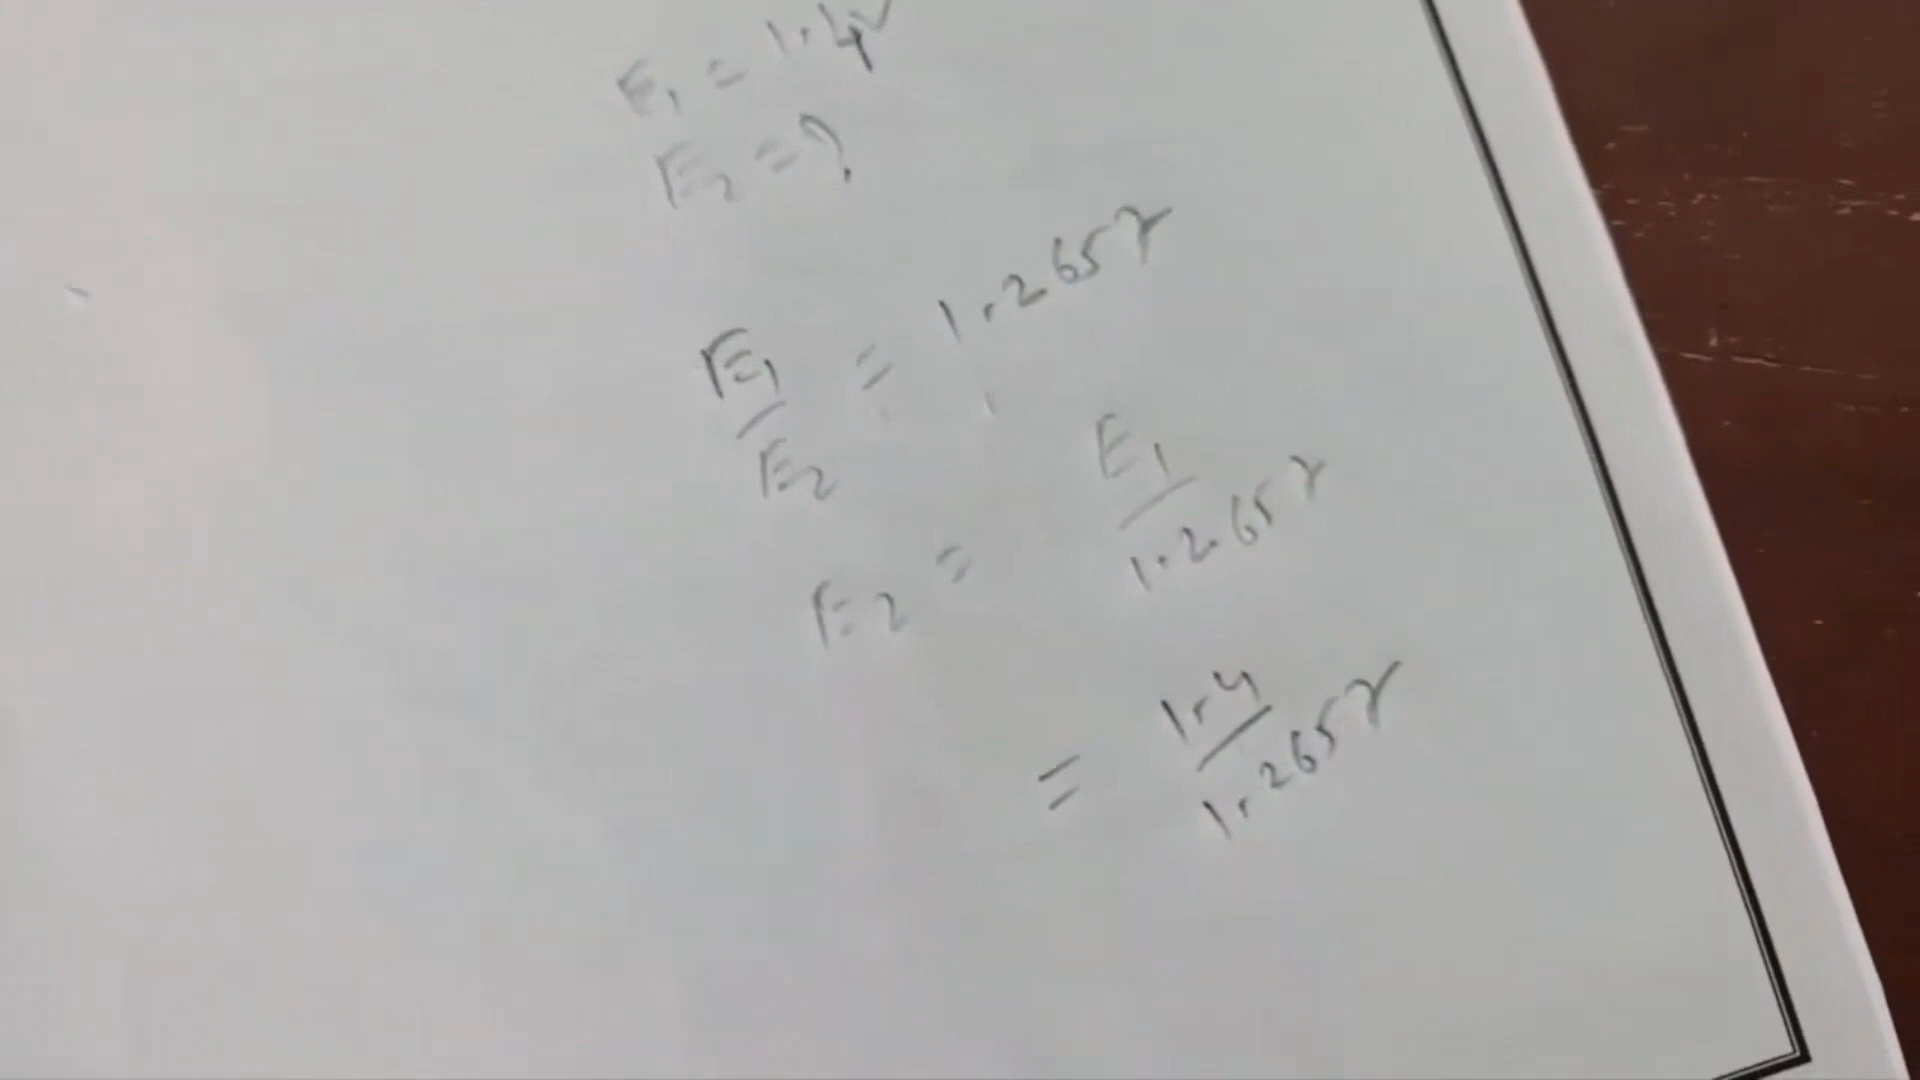 E₁ = 1.4V
E₂ = ?
E₁/E₂ = 1.2657
E₂ = E₁/1.2657
= 1.4/1.2657